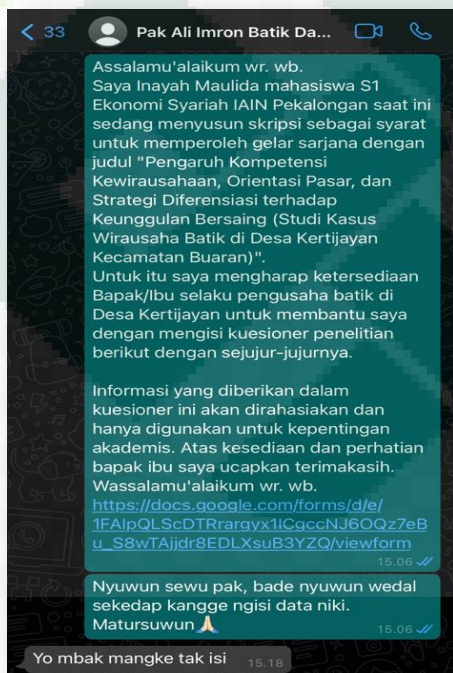 33 Pak Ali Imron Batik Da...
Assalamu'alaikum wr. wb.
Saya Inayah Maulida mahasiswa S1
Ekonomi Syariah IAIN Pekalongan saat ini
sedang menyusun skripsi sebagai syarat
untuk memperoleh gelar sarjana dengan
judul "Pengaruh Kompetensi
Kewirausahaan, Orientasi Pasar, dan
Strategi Diferensiasi terhadap
Keunggulan Bersaing (Studi Kasus
Wirausaha Batik di Desa Kertijayan
Kecamatan Buaran)".
Untuk itu saya mengharap ketersediaan
Bapak/Ibu selaku pengusaha batik di
Desa Kertijayan untuk membantu saya
dengan mengisi kuesioner penelitian
berikut dengan sejujur-jujurnya.
Informasi yang diberikan dalam
kuesioner ini akan dirahasiakan dan
hanya digunakan untuk kepentingan
akademis. Atas kesediaan dan perhatian
bapak ibu saya ucapkan terimakasih.
Wassalamu'alaikum wr. wb.
https://docs.google.com/forms/d/e/
1FAIpQLScDTRrargyx1ICgccNJ6OQz7eB
u_S8wTAjjdr8EDLXsuB3YZQ/viewform
15.06
Nyuwun sewu pak, bade nyuwun wedal
sekedap kangge ngisi data niki.
Matursuwun 🙏🏻
15.06
Yo mbak mangke tak isi 15.18